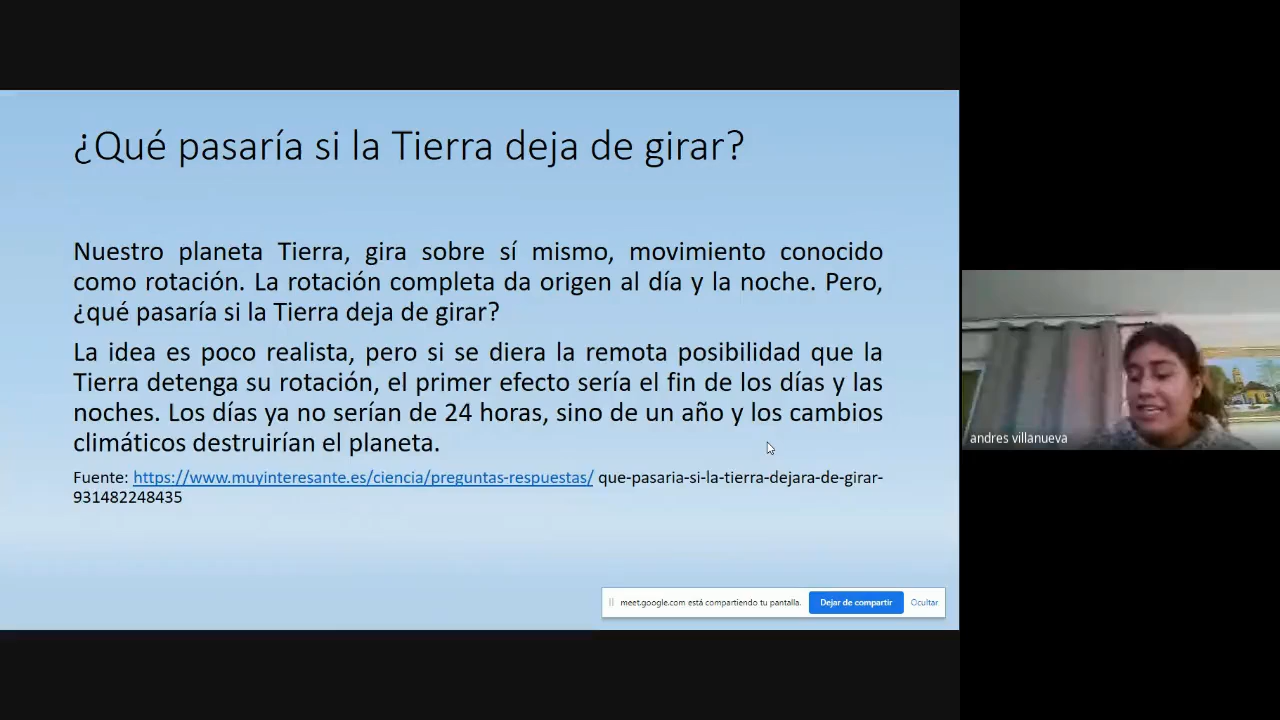 ¿Qué pasaría si la Tierra deja de girar?
Nuestro planeta Tierra, gira sobre sí mismo, movimiento conocido
como rotación. La rotación completa da origen al día y la noche. Pero,
¿qué pasaría si la Tierra deja de girar?
La idea es poco realista, pero si se diera la remota posibilidad que la
Tierra detenga su rotación, el primer efecto sería el fin de los días y las
noches. Los días ya no serían de 24 horas, sino de un año y los cambios
climáticos destruirían el planeta.
Fuente: https://www.muyinteresante.es/ciencia/preguntas-respuestas/ que-pasaria-si-la-tierra-dejara-de-girar-
931482248435
meet.google.com está compartiendo tu pantalla. Dejar de compartir Ocultar
andres villanueva